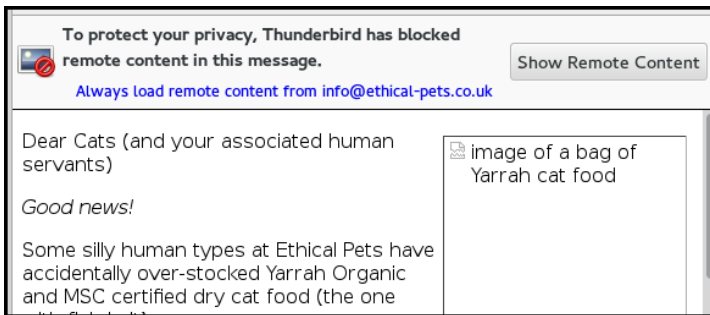 To protect your privacy, Thunderbird has blocked
remote content in this message.
Show Remote Content
Always load remote content from info@ethical-pets.co.uk
Dear Cats (and your associated human
servants)
Good news!
Some silly human types at Ethical Pets have
accidentally over-stocked Yarrah Organic
and MSC certified dry cat food (the one
image of a bag of
Yarrah cat food